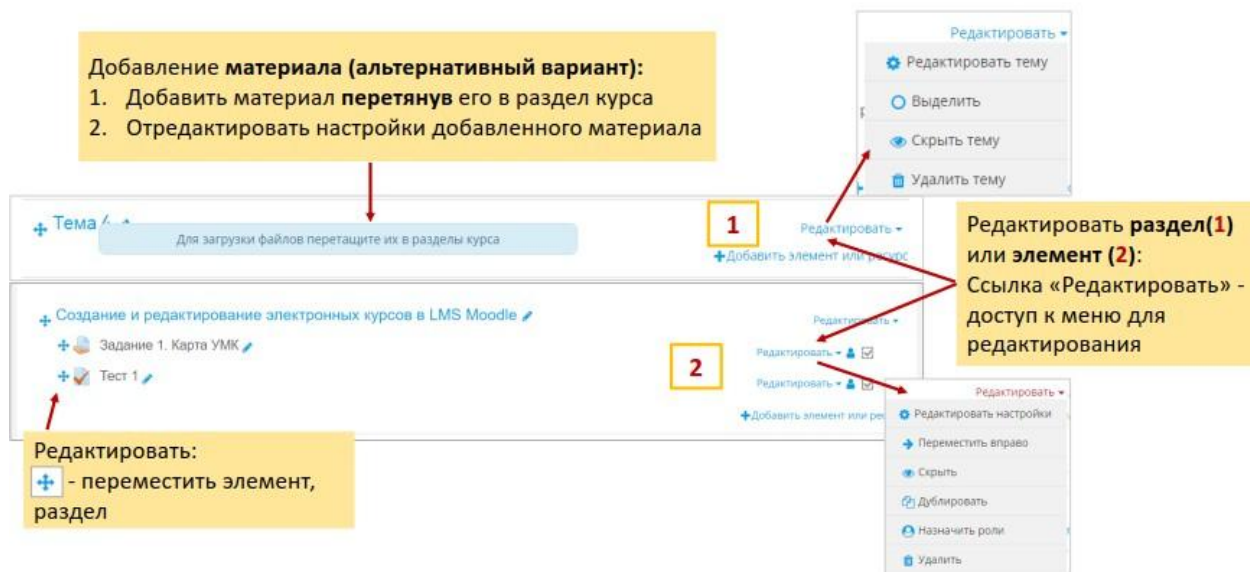 Добавление материала (альтернативный вариант):
1. Добавить материал перетянув его в раздел курса
2. Отредактировать настройки добавленного материала
Редактировать
Редактировать тему
Выделить
Скрыть тему
Удалить тему
Тема
Для загрузки файлов перетащите их в разделы курса
1
Редактировать
Добавить элемент или ресурс
Редактировать раздел(1)
или элемент (2):
Ссылка «Редактировать» -
доступ к меню для
редактирования
Создание и редактирование электронных курсов в LMS Moodle
Редактировать
Задание 1. Карта УМК
Редактировать
Тест 1
2
Редактировать
Добавить элемент или
Редактировать:
- переместить элемент,
раздел
Редактировать
Редактировать настройки
Переместить вправо
Скрыть
Дублировать
Назначить роли
Удалить